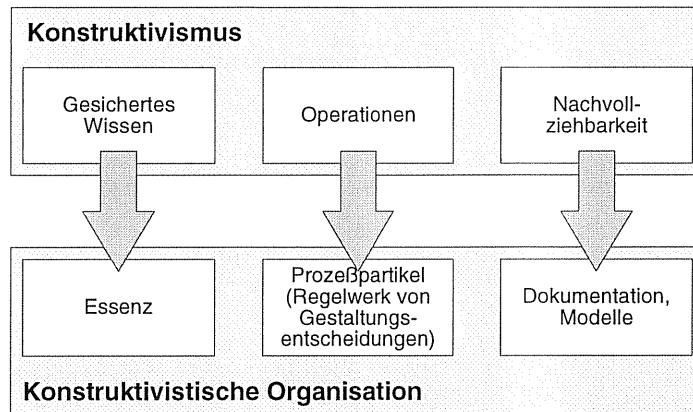 Konstruktivismus
Gesichertes
Wissen
Operationen
Nachvoll-
ziehbarkeit
Essenz
Prozeßpartikel
(Regelwerk von
Gestaltungs-
entscheidungen)
Dokumentation,
Modelle
Konstruktivistische Organisation